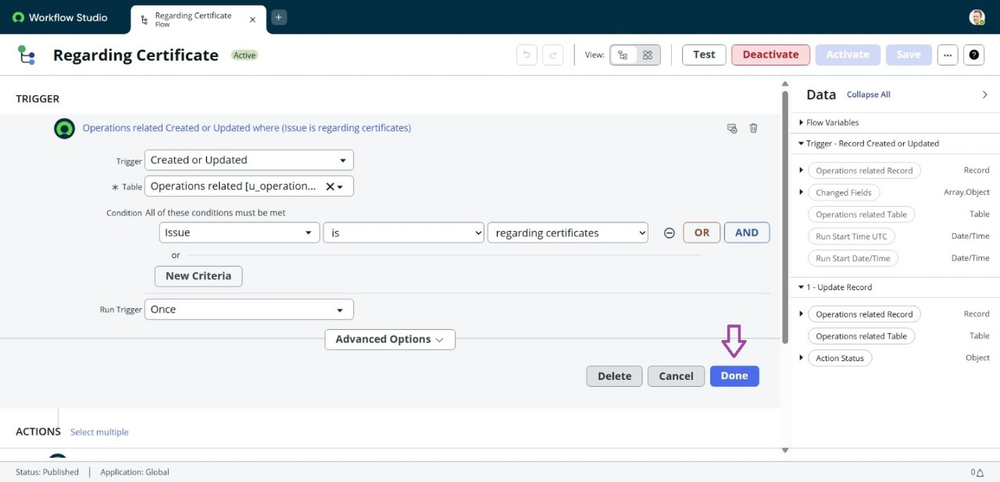 Workflow Studio
Regarding Certificate
Flow
Regarding Certificate
Active
View:
Test
Deactivate
Activate
Save
TRIGGER
Operations related Created or Updated where (Issue is regarding certificates)
Trigger
Created or Updated
* Table
Operations related [u_operation...
Condition All of these conditions must be met
Issue
is
regarding certificates
OR
AND
or
New Criteria
Run Trigger
Once
Advanced Options
Delete
Cancel
Done
ACTIONS
Select multiple
Data
Collapse All
Flow Variables
Trigger - Record Created or Updated
Operations related Record
Record
Changed Fields
Array.Object
Operations related Table
Table
Run Start Time UTC
Date/Time
Run Start Date/Time
Date/Time
1 - Update Record
Operations related Record
Record
Operations related Table
Table
Action Status
Object
Status: Published
Application: Global
0